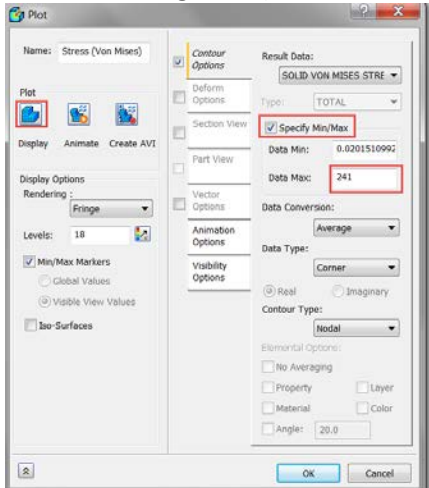 Plot
Name: Stress (Von Mises)
Plot
Display Animate Create AVI
Display Options
Rendering :
Fringe
Levels: 18
Min/Max Markers
Global Values
Visible View Values
Iso-Surfaces
Contour Options
Deform Options
Section View
Part View
Vector Options
Animation Options
Visibility Options
Result Data:
SOLID VON MISES STRE
Type: TOTAL
Specify Min/Max
Data Min: 0.0201510992
Data Max: 241
Data Conversion:
Average
Data Type:
Corner
Real Imaginary
Contour Type:
Nodal
Elemental Options:
No Averaging
Property Layer
Material Color
Angle: 20.0
OK Cancel